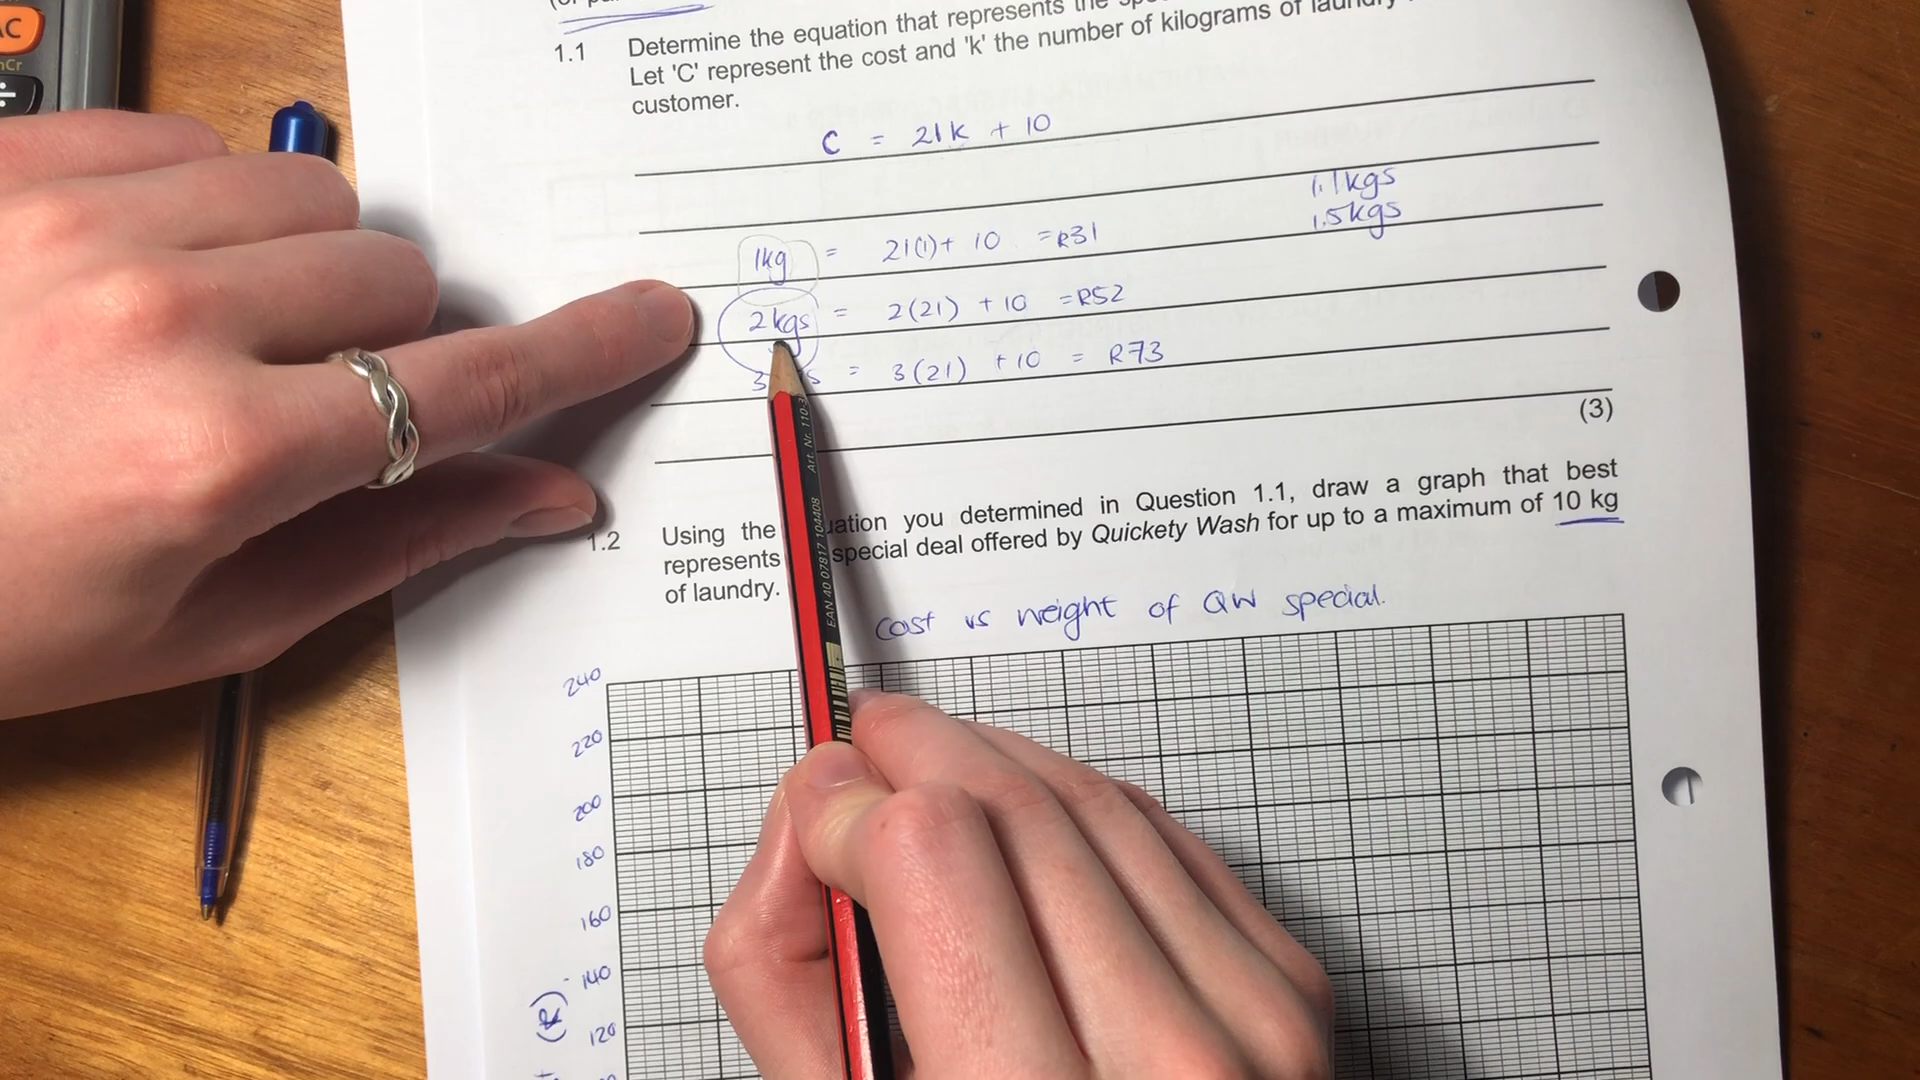 1.1 Determine the equation that represents the
Let 'C' represent the cost and 'k' the number of kilograms of laundry
customer.
C = 21k + 10
1.1kgs
1.5kgs
1kg = 21(1)+ 10 =R31
2kgs = 2(21) + 10 =R52
3 = 3(21) + 10 = R73
(3)
1.2 Using the you determined in Question 1.1, draw a graph that best
represents special deal offered by Quickety Wash for up to a maximum of 10 kg
of laundry.
Cost vs weight of QW special.
240
220
200
180
160
140
120
(R)
AC
÷
Art. Nr. 110-3
EAN 40 07817 104408